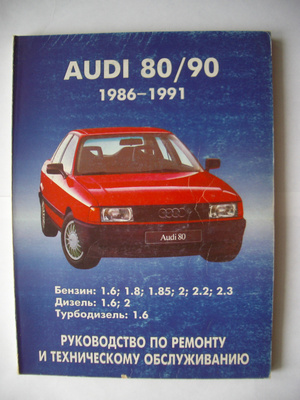 AUDI 80/90
1986-1991
Audi 80
Бензин: 1.6; 1.8; 1.85; 2; 2.2; 2.3
Дизель: 1.6; 2
Турбодизель: 1.6
РУКОВОДСТВО ПО РЕМОНТУ
И ТЕХНИЧЕСКОМУ ОБСЛУЖИВАНИЮ